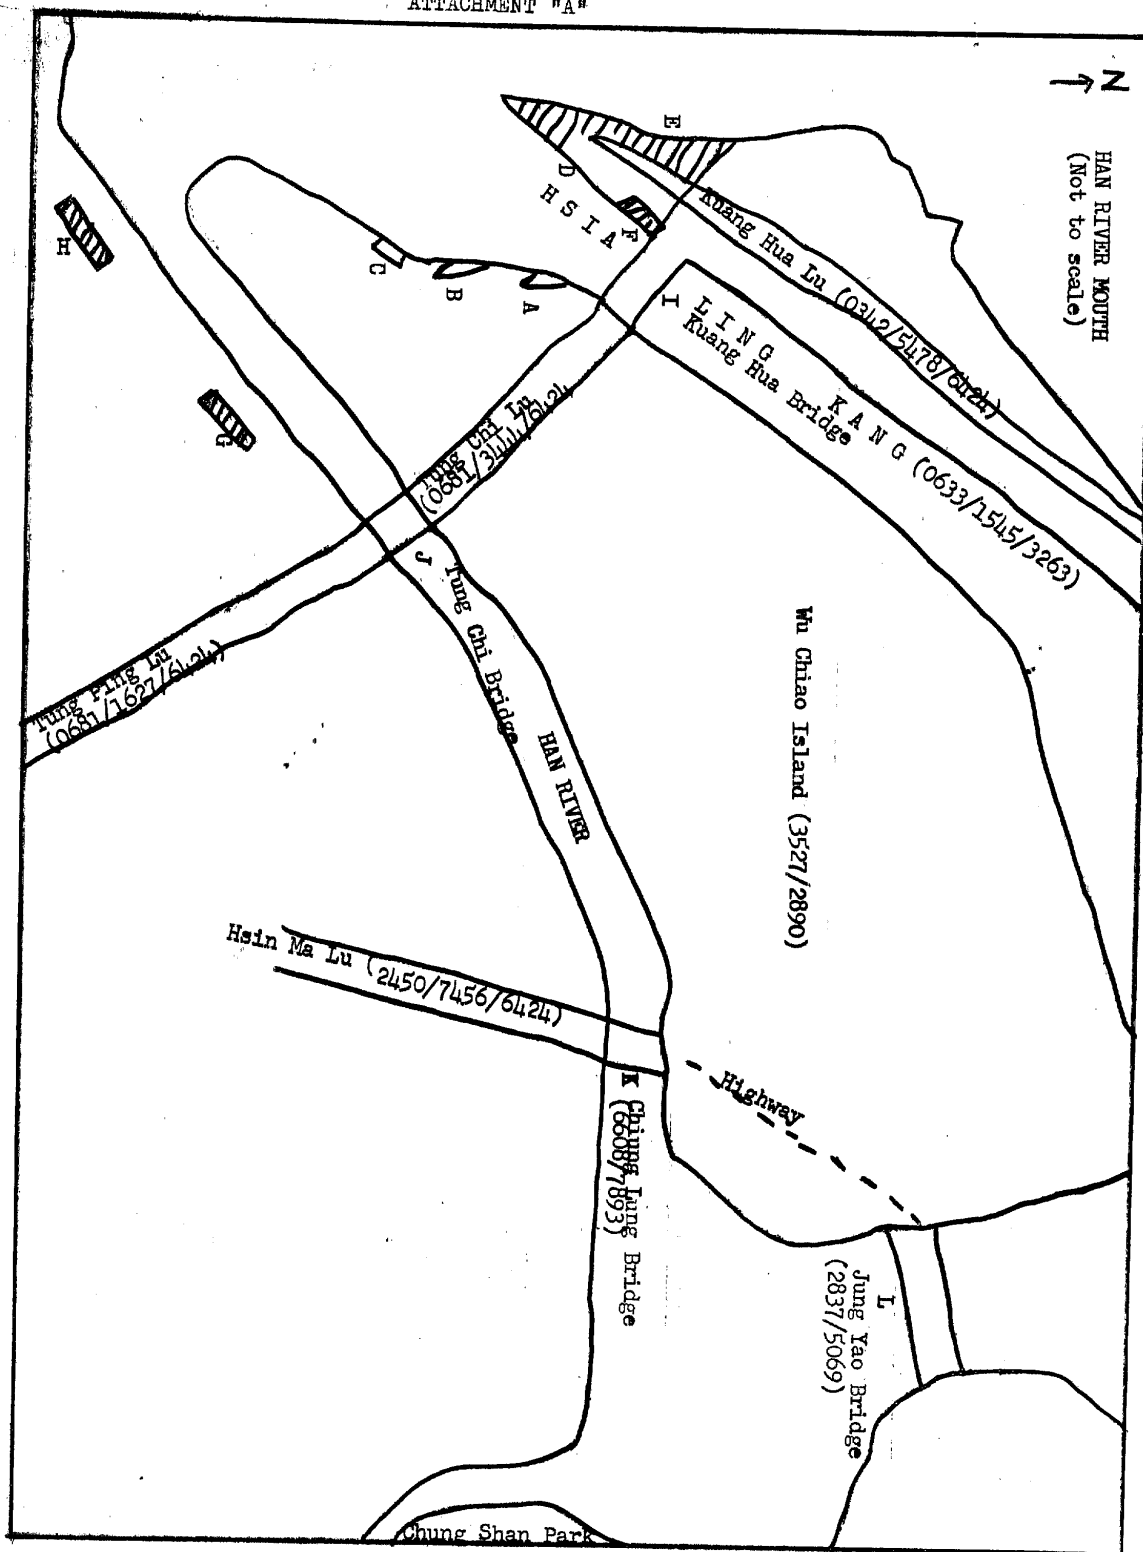 ATTACHMENT "A"
N
HAN RIVER MOUTH
(Not to scale)
E
D
F
HSIA
Kuang Hua Lu (0342/5478/6424)
H
C
B
A
I
LING KANG (0633/1545/3263)
Kuang Hua Bridge
G
Tung Chi Lu
(0681/3444/6424
J
Tung Chi Bridge
Tung Ping Lu
(0681/1627/6424)
HAN RIVER
Wu Chiao Island (3527/2890)
Hsin Ma Lu (2450/7456/6424)
Highway
K Chiung Lung Bridge
(6608/7893)
L
Jung Yao Bridge
(2837/5069)
Chung Shan Park